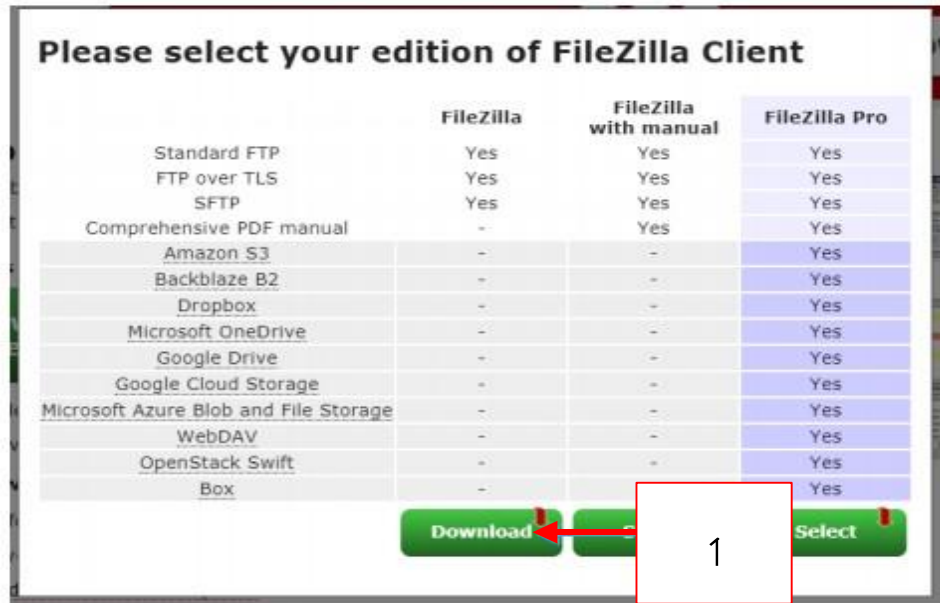 Please select your edition of FileZilla Client
FileZilla FileZilla with manual FileZilla Pro
Standard FTP Yes Yes Yes
FTP over TLS Yes Yes Yes
SFTP Yes Yes Yes
Comprehensive PDF manual - Yes Yes
Amazon S3 - - Yes
Backblaze B2 - - Yes
Dropbox - - Yes
Microsoft OneDrive - - Yes
Google Drive - - Yes
Google Cloud Storage - - Yes
Microsoft Azure Blob and File Storage - - Yes
WebDAV - - Yes
OpenStack Swift - - Yes
Box - Yes
Download 1 Select